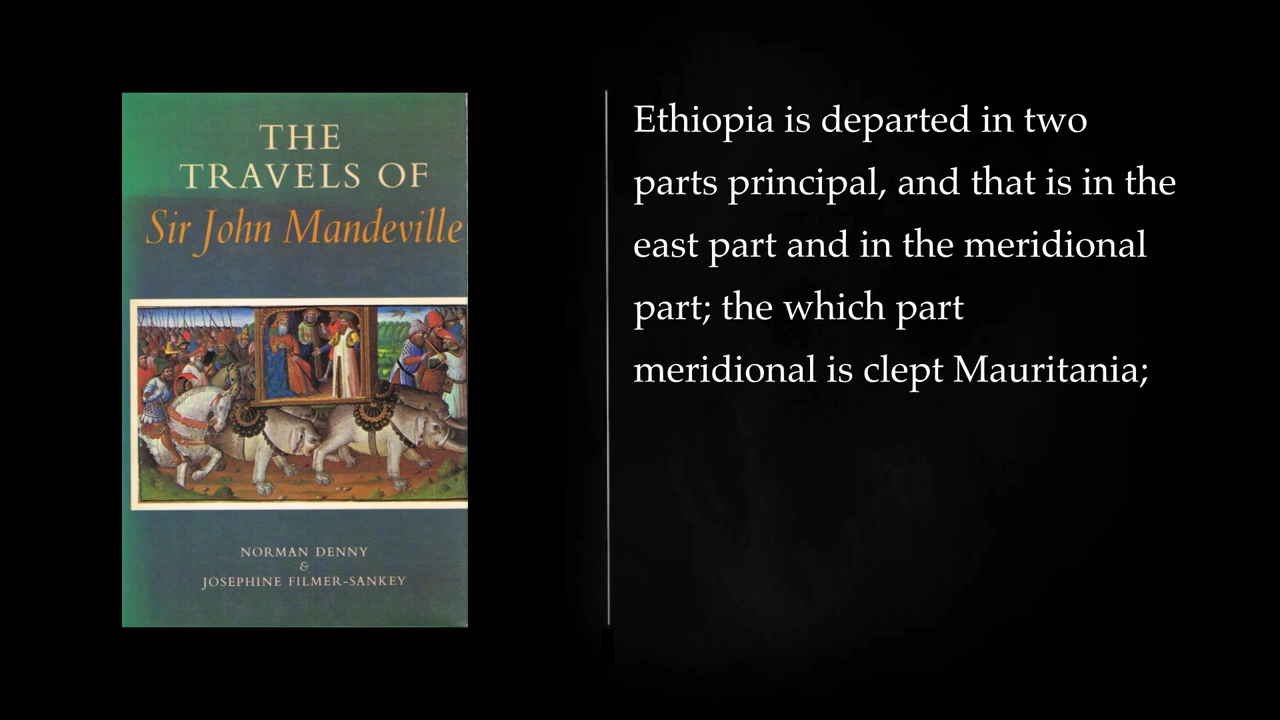 THE
TRAVELS OF
Sir John Mandeville
NORMAN DENNY
&
JOSEPHINE FILMER-SANKEY
Ethiopia is departed in two
parts principal, and that is in the
east part and in the meridional
part; the which part
meridional is clept Mauritania;